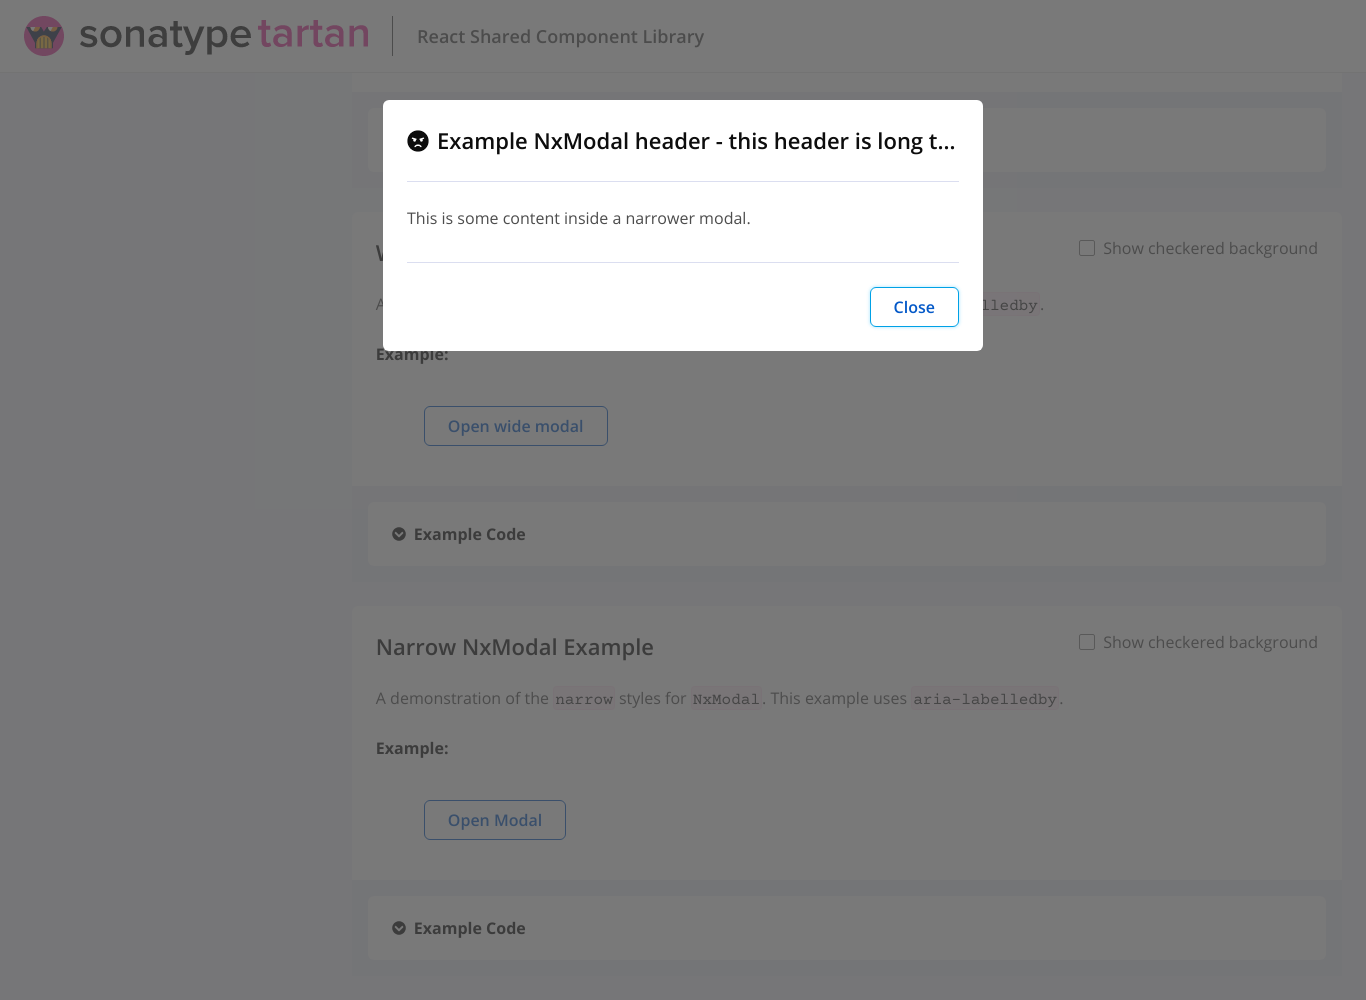 sonatype tartan React Shared Component Library
Example NxModal header - this header is long t...
This is some content inside a narrower modal.
Show checkered background
Close
Example:
Open wide modal
Example Code
Narrow NxModal Example
Show checkered background
A demonstration of the narrow styles for NxModal. This example uses aria-labelledby.
Example:
Open Modal
Example Code